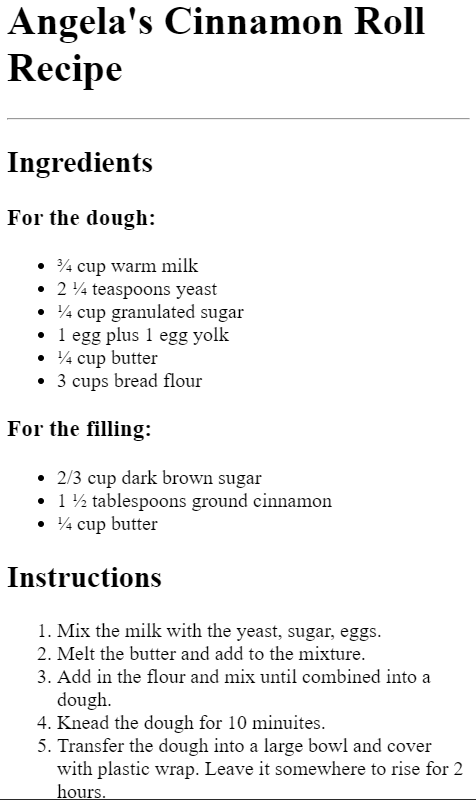 Angela's Cinnamon Roll
Recipe
Ingredients
For the dough:
• ¾ cup warm milk
• 2 ¼ teaspoons yeast
• ¼ cup granulated sugar
• 1 egg plus 1 egg yolk
• ¼ cup butter
• 3 cups bread flour
For the filling:
• 2/3 cup dark brown sugar
• 1 ½ tablespoons ground cinnamon
• ¼ cup butter
Instructions
1. Mix the milk with the yeast, sugar, eggs.
2. Melt the butter and add to the mixture.
3. Add in the flour and mix until combined into a
dough.
4. Knead the dough for 10 minuites.
5. Transfer the dough into a large bowl and cover
with plastic wrap. Leave it somewhere to rise for 2
hours.